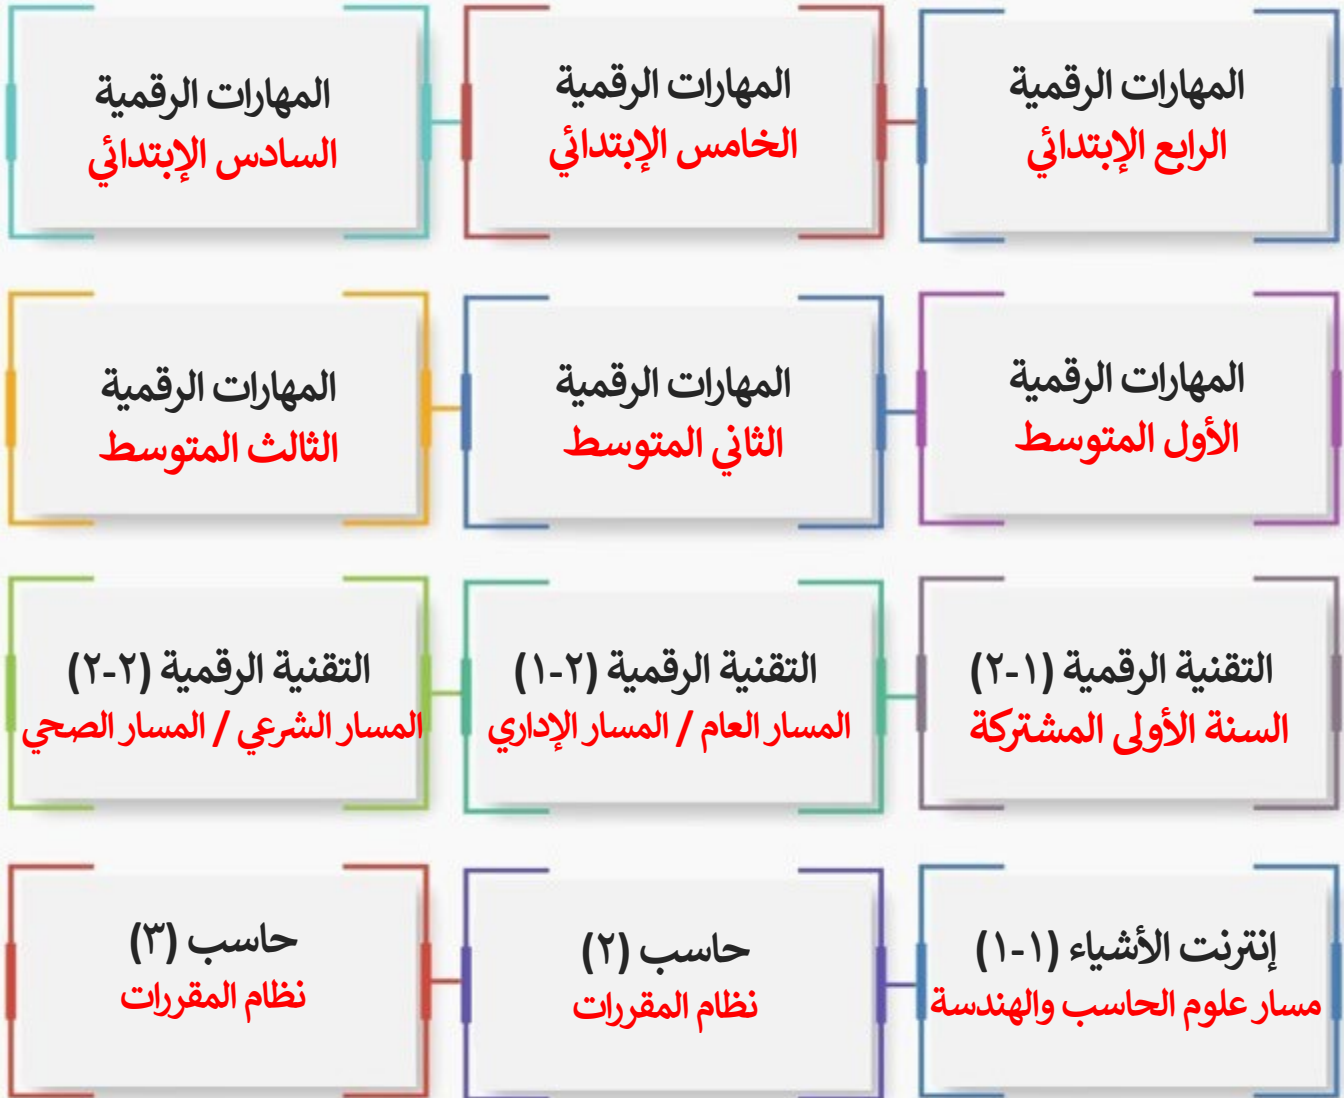 المهارات الرقمية
الرابع الإبتدائي
المهارات الرقمية
الخامس الإبتدائي
المهارات الرقمية
السادس الإبتدائي
المهارات الرقمية
الأول المتوسط
المهارات الرقمية
الثاني المتوسط
المهارات الرقمية
الثالث المتوسط
التقنية الرقمية (١-٢)
السنة الأولى المشتركة
التقنية الرقمية (٢-١)
المسار العام / المسار الإداري
التقنية الرقمية (٢-٢)
المسار الشرعي / المسار الصحي
إنترنت الأشياء (١-١)
مسار علوم الحاسب والهندسة
حاسب (٢)
نظام المقررات
حاسب (٣)
نظام المقررات